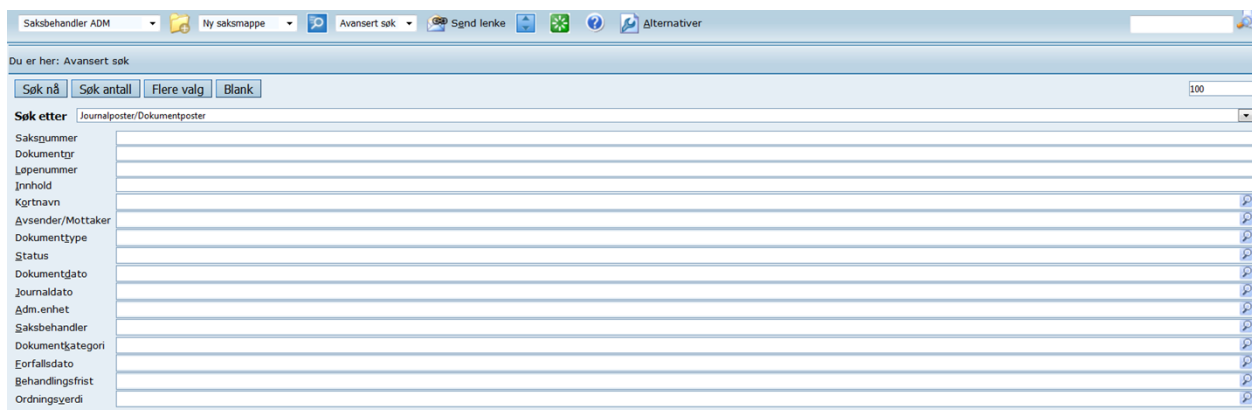 Saksbehandler ADM Ny saksmappe Avansert søk Send lenke Alternativer
Du er her: Avansert søk
Søk nå Søk antall Flere valg Blank 100
Søk etter Journalposter/Dokumentposter
Saksnummer
Dokumentnr
Løpenummer
Innhold
Kortnavn
Avsender/Mottaker
Dokumenttype
Status
Dokumentdato
Journaldato
Adm.enhet
Saksbehandler
Dokumentkategori
Forfallsdato
Behandlingsfrist
Ordningsverdi